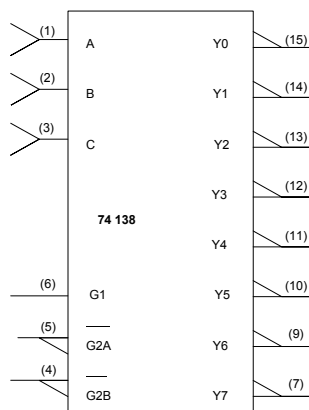 (1) A Y0 (15)
(2) B Y1 (14)
(3) C Y2 (13)
Y3 (12)
74 138
Y4 (11)
(6) G1 Y5 (10)
(5) G2A Y6 (9)
(4) G2B Y7 (7)